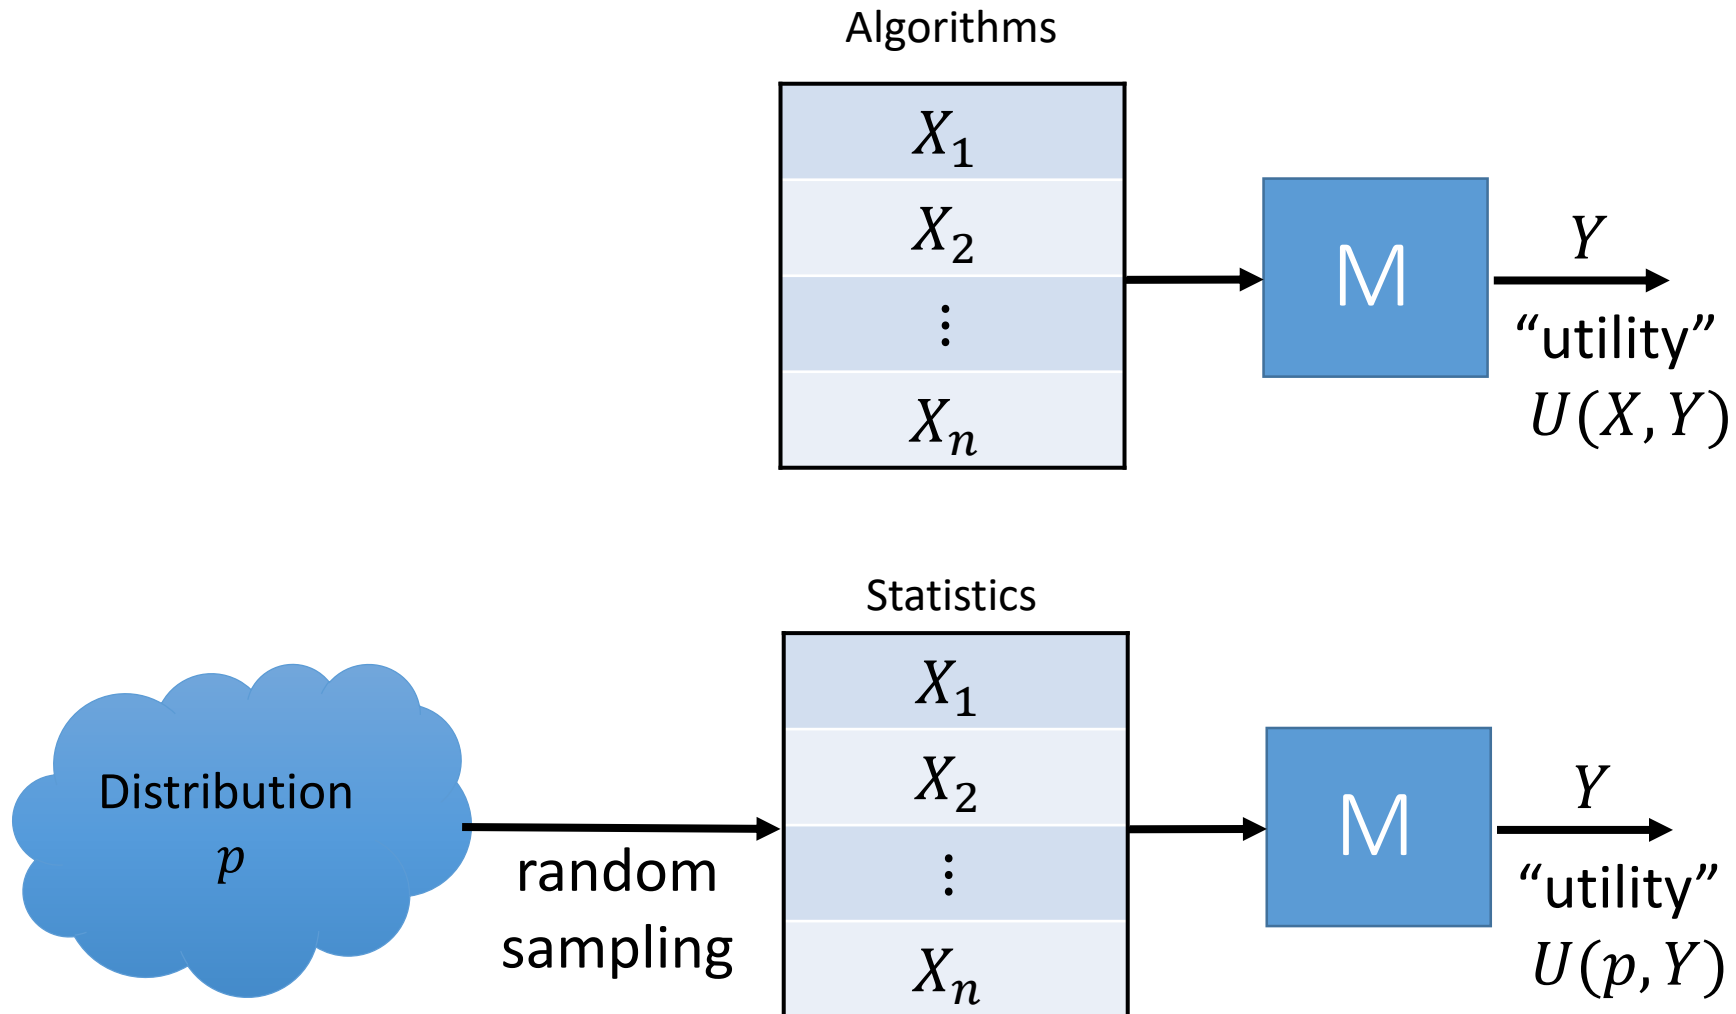 Algorithms
X₁
X₂
⋮
Xₙ
M
Y
“utility”
U(X, Y)
Statistics
Distribution
p
random
sampling
X₁
X₂
⋮
Xₙ
M
Y
“utility”
U(p, Y)